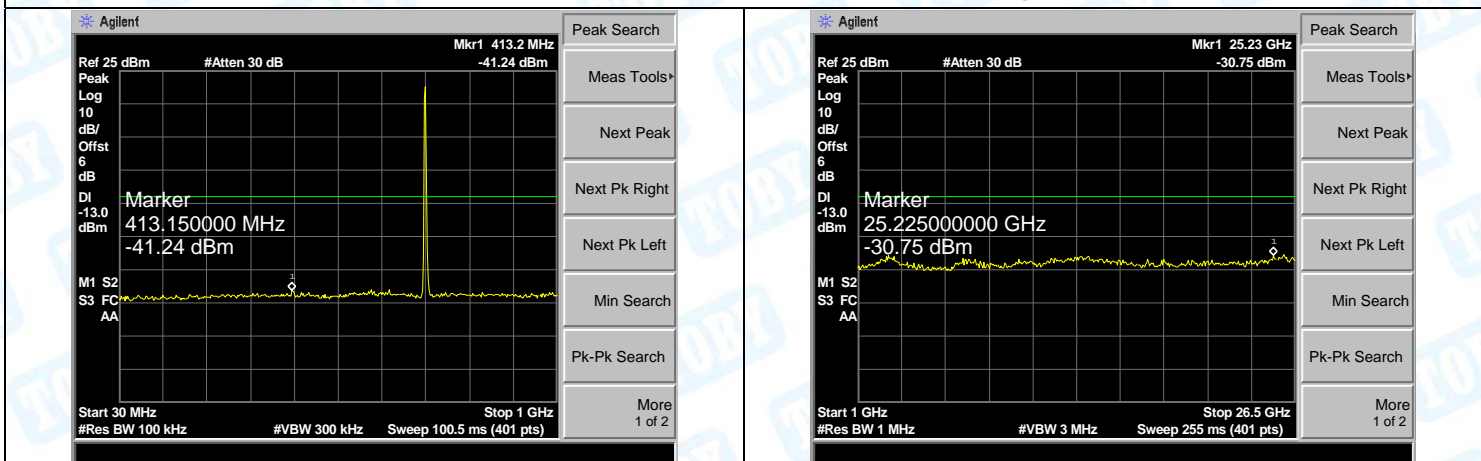 Agilent
Peak Search
Mkr1 413.2 MHz
Ref 25 dBm #Atten 30 dB -41.24 dBm
Peak
Log
10
dB/
Offst
6
dB
DI
-13.0
dBm
Marker
413.150000 MHz
-41.24 dBm
1
M1 S2
S3 FC
AA
Start 30 MHz Stop 1 GHz
#Res BW 100 kHz #VBW 300 kHz Sweep 100.5 ms (401 pts)
Meas Tools
Next Peak
Next Pk Right
Next Pk Left
Min Search
Pk-Pk Search
More
1 of 2
Agilent
Peak Search
Mkr1 25.23 GHz
Ref 25 dBm #Atten 30 dB -30.75 dBm
Peak
Log
10
dB/
Offst
6
dB
DI
-13.0
dBm
Marker
25.225000000 GHz
-30.75 dBm
1
M1 S2
S3 FC
AA
Start 1 GHz Stop 26.5 GHz
#Res BW 1 MHz #VBW 3 MHz Sweep 255 ms (401 pts)
Meas Tools
Next Peak
Next Pk Right
Next Pk Left
Min Search
Pk-Pk Search
More
1 of 2
TOBY